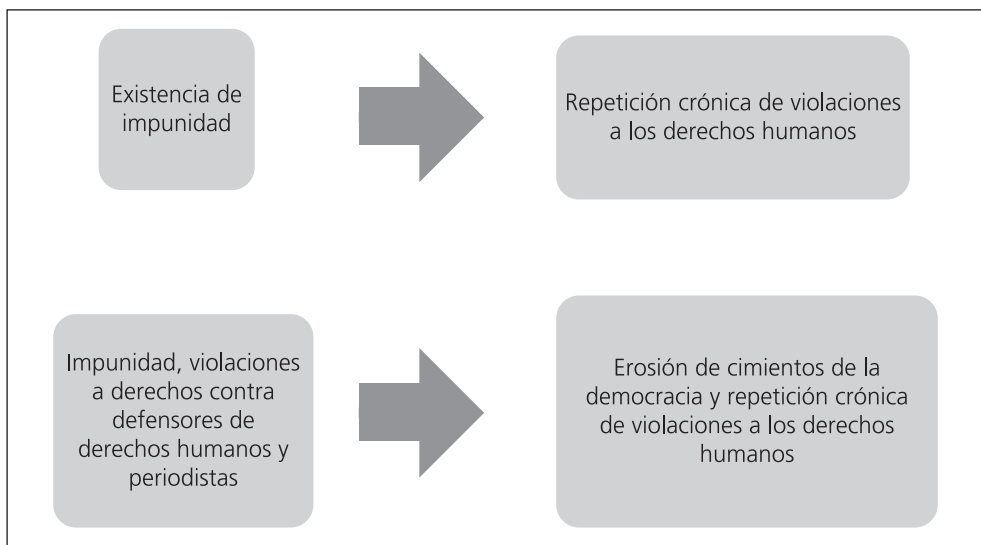 Existencia de
impunidad
Repetición crónica de violaciones
a los derechos humanos
Impunidad, violaciones
a derechos contra
defensores de
derechos humanos y
periodistas
Erosión de cimientos de la
democracia y repetición crónica
de violaciones a los derechos
humanos